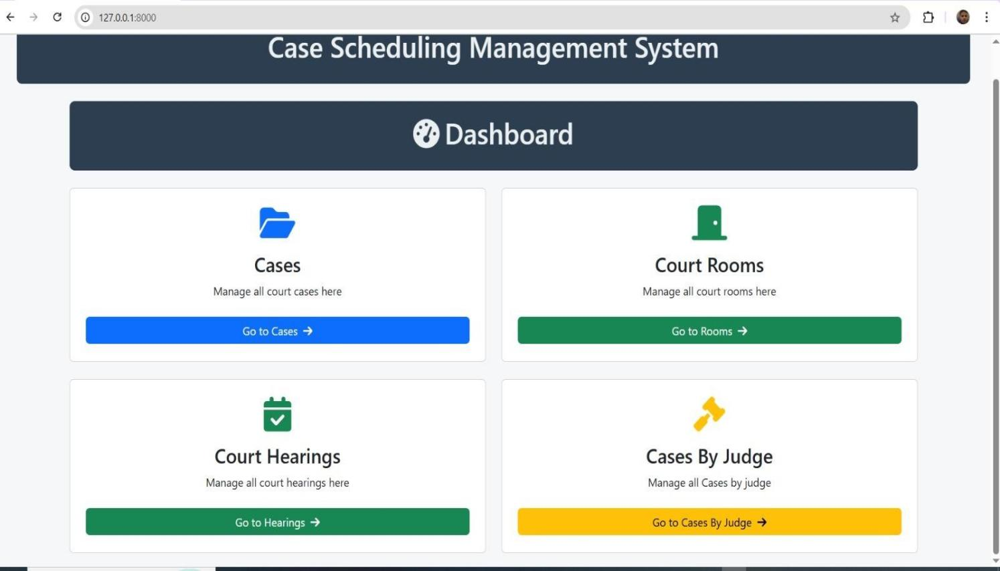 127.0.0.1:8000
Case Scheduling Management System
Dashboard
Cases
Manage all court cases here
Go to Cases →
Court Rooms
Manage all court rooms here
Go to Rooms →
Court Hearings
Manage all court hearings here
Go to Hearings →
Cases By Judge
Manage all Cases by judge
Go to Cases By Judge →